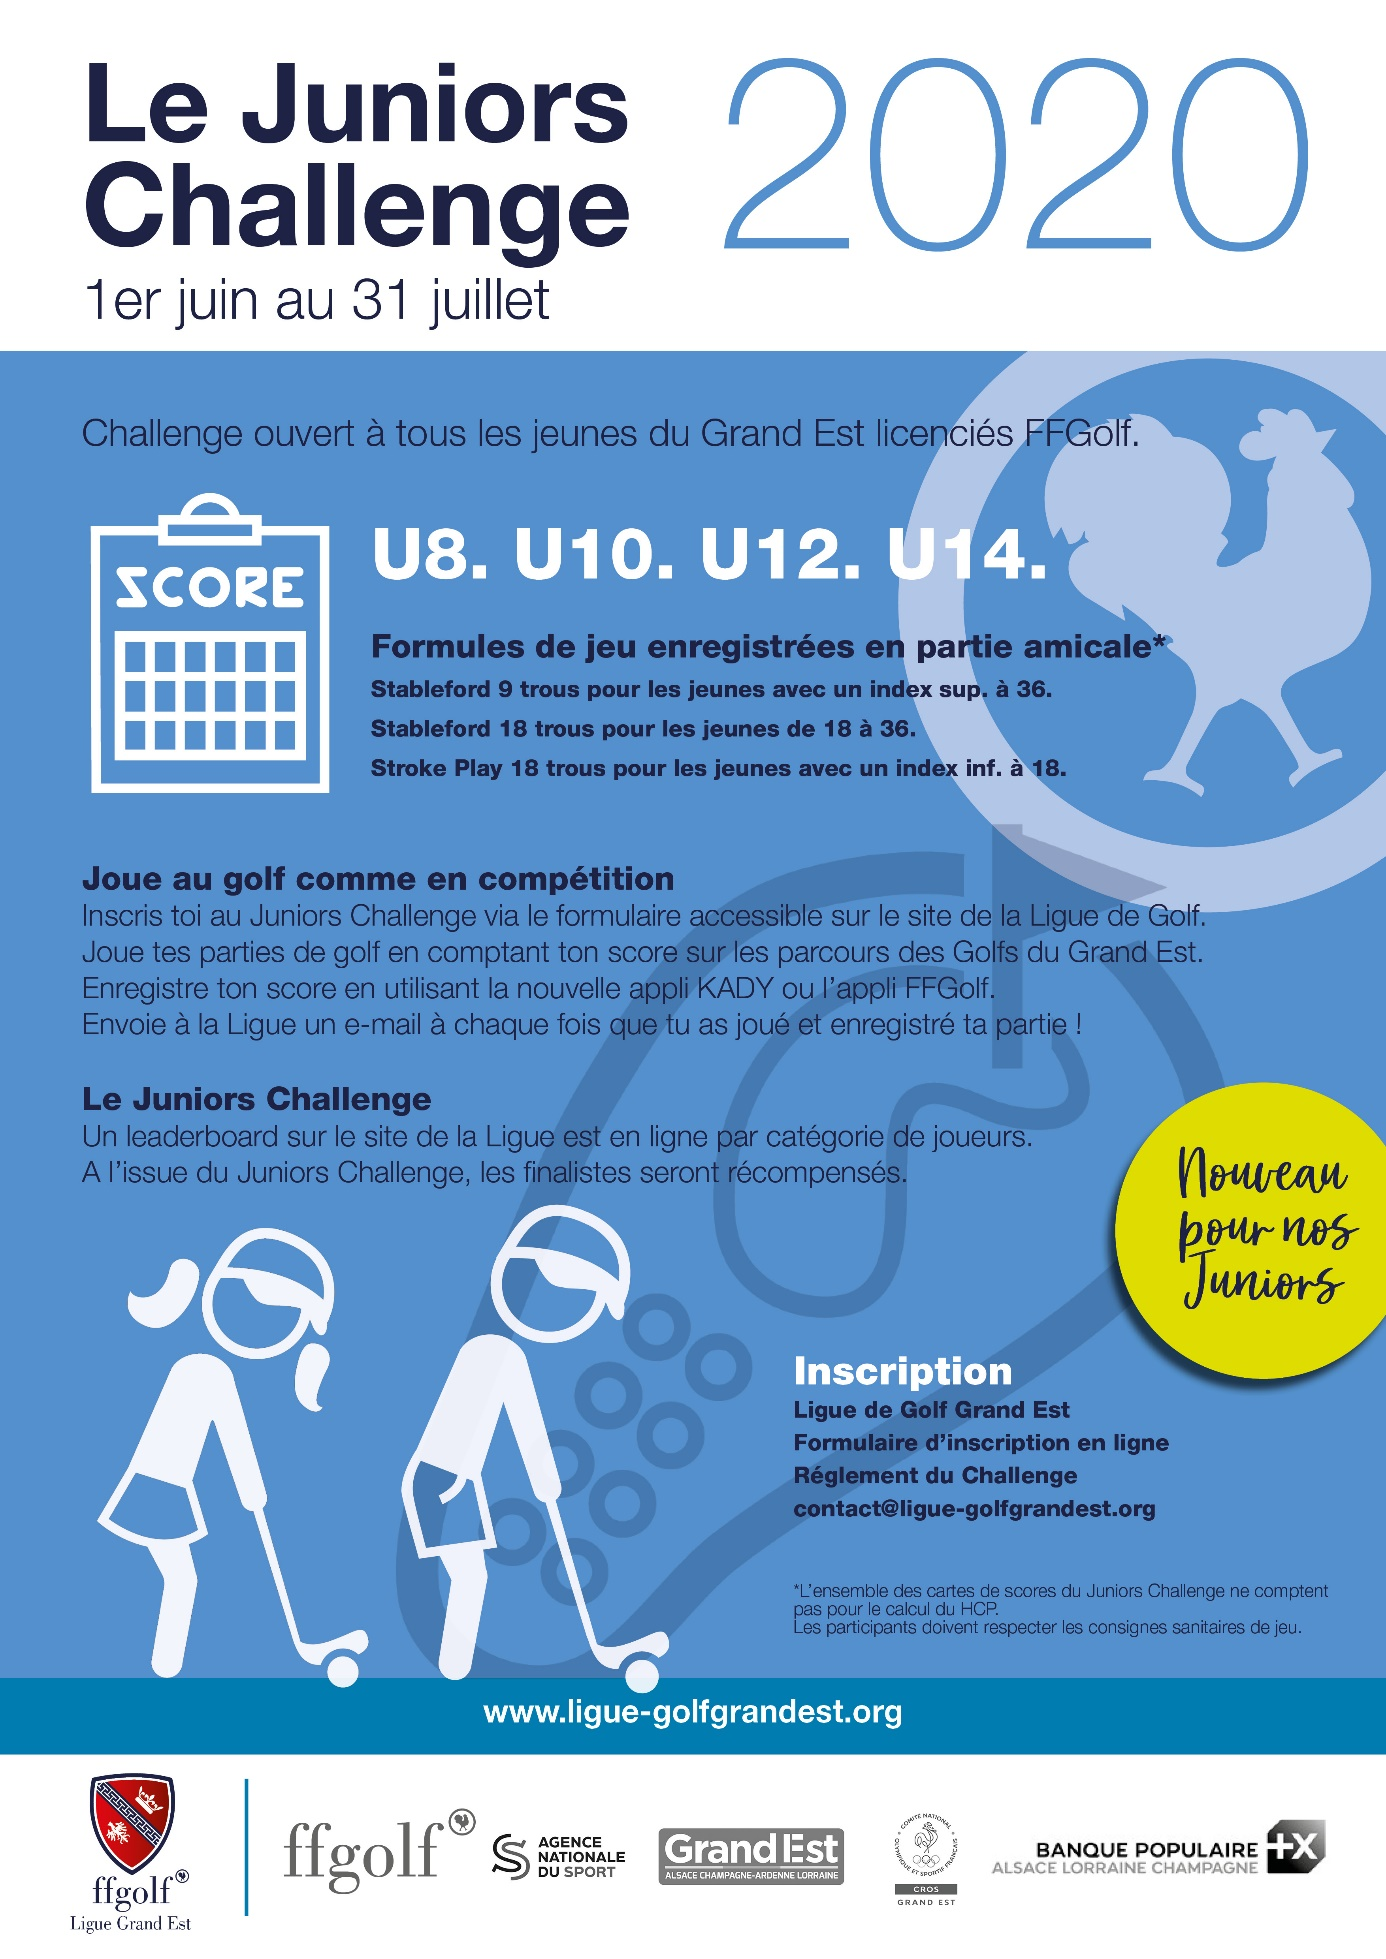 Le Juniors
Challenge
2020
1er juin au 31 juillet
Challenge ouvert à tous les jeunes du Grand Est licenciés FFGolf.
SCORE
U8. U10. U12. U14.
Formules de jeu enregistrées en partie amicale*
Stableford 9 trous pour les jeunes avec un index sup. à 36.
Stableford 18 trous pour les jeunes de 18 à 36.
Stroke Play 18 trous pour les jeunes avec un index inf. à 18.
Joue au golf comme en compétition
Inscris toi au Juniors Challenge via le formulaire accessible sur le site de la Ligue de Golf.
Joue tes parties de golf en comptant ton score sur les parcours des Golfs du Grand Est.
Enregistre ton score en utilisant la nouvelle appli KADY ou l'appli FFGolf.
Envoie à la Ligue un e-mail à chaque fois que tu as joué et enregistré ta partie !
Le Juniors Challenge
Un leaderboard sur le site de la Ligue est en ligne par catégorie de joueurs.
A l'issue du Juniors Challenge, les finalistes seront récompensés.
Nouveau
pour nos
Juniors
Inscription
Ligue de Golf Grand Est
Formulaire d'inscription en ligne
Réglement du Challenge
contact@ligue-golfgrandest.org
*L'ensemble des cartes de scores du Juniors Challenge ne comptent
pas pour le calcul du HCP.
Les participants doivent respecter les consignes sanitaires de jeu.
www.ligue-golfgrandest.org
ffgolf
Ligue Grand Est
ffgolf
AGENCE
NATIONALE
DU SPORT
GrandEst
ALSACE CHAMPAGNE-ARDENNE LORRAINE
COMITÉ NATIONAL
OLYMPIQUE ET SPORTIF FRANÇAIS
CROS
GRAND EST
BANQUE POPULAIRE
ALSACE LORRAINE CHAMPAGNE
+X